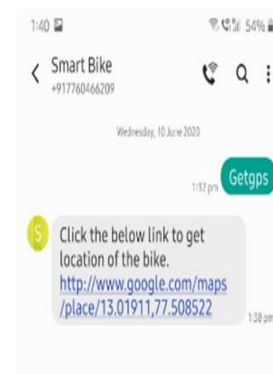 1:40 54%
Smart Bike
+917760466209
Wednesday, 10 June 2020
Getgps
1:37 pm
S
Click the below link to get
location of the bike.
http://www.google.com/maps
/place/13.01911,77.508522
1:38 pm